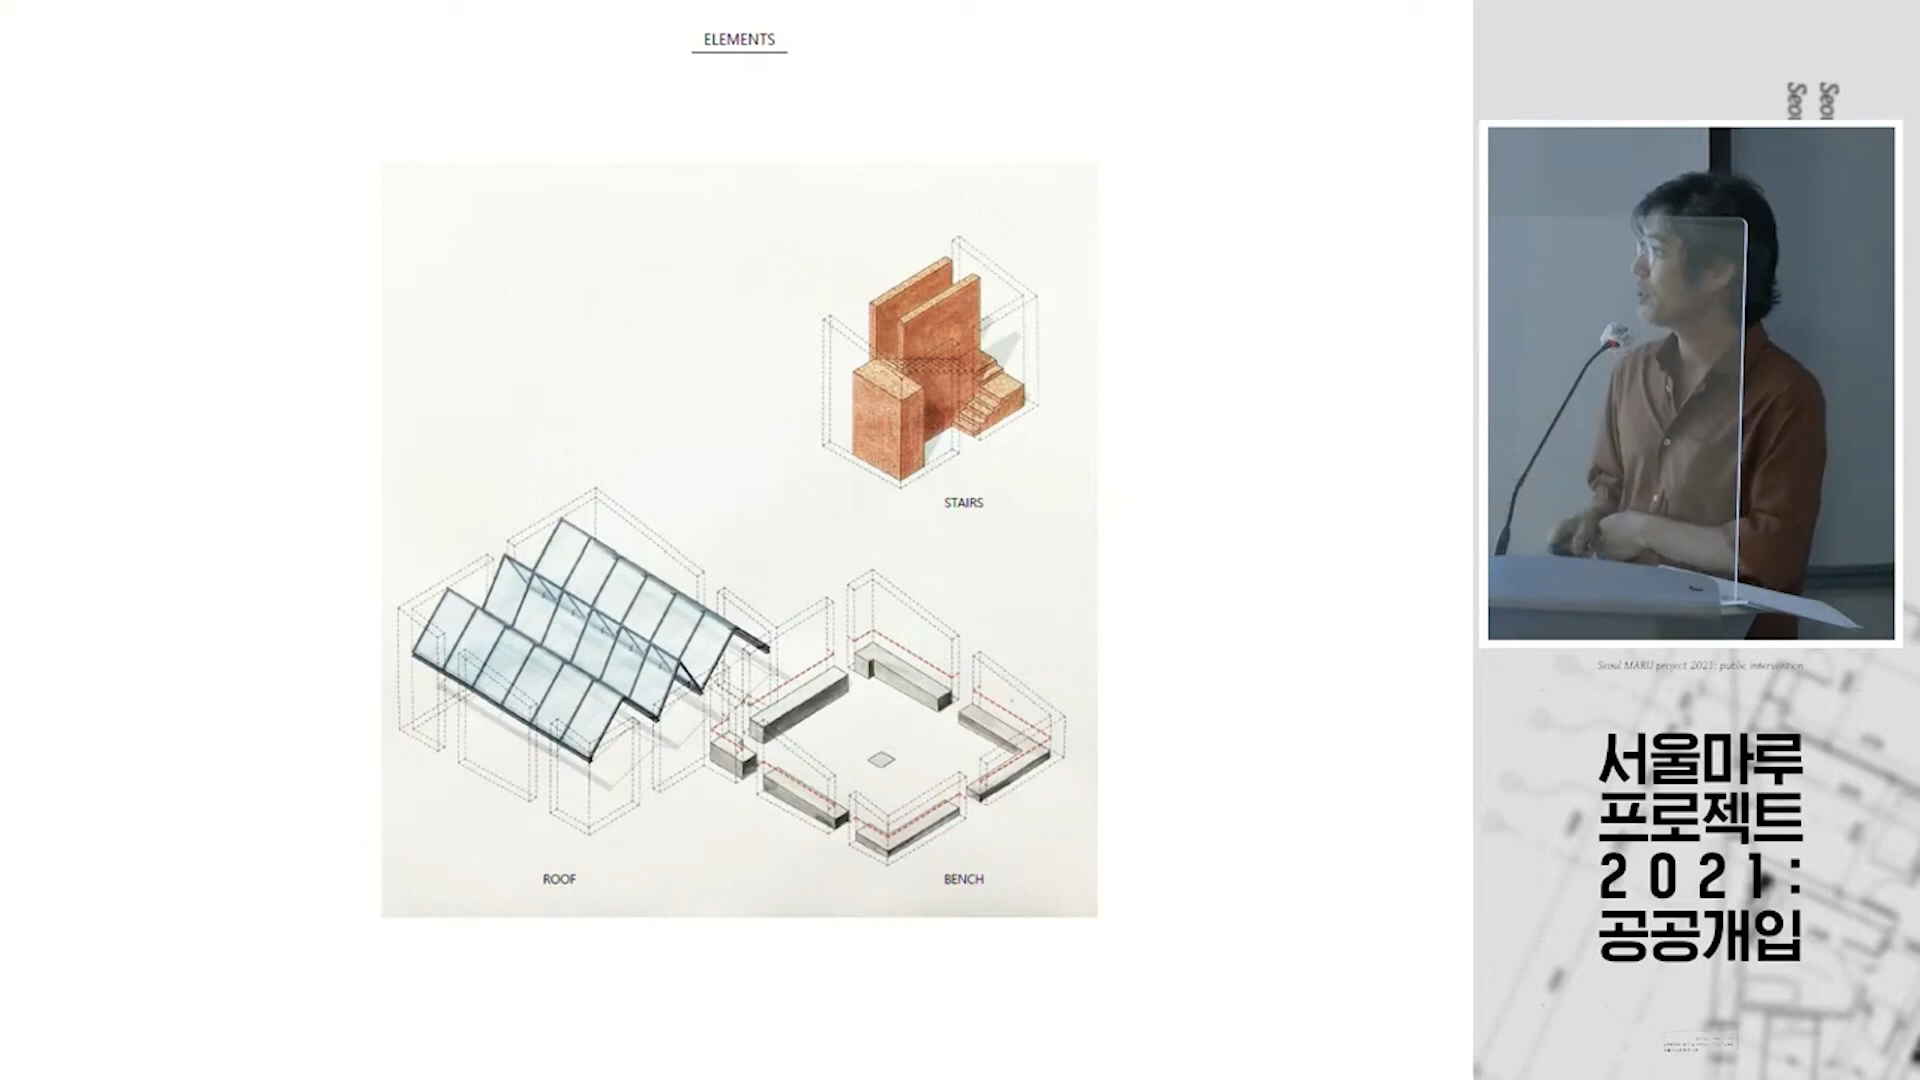 ELEMENTS
STAIRS
ROOF
BENCH
Seoul MARU project 2021: public intervention
서울마루
프로젝트
2021:
공공개입